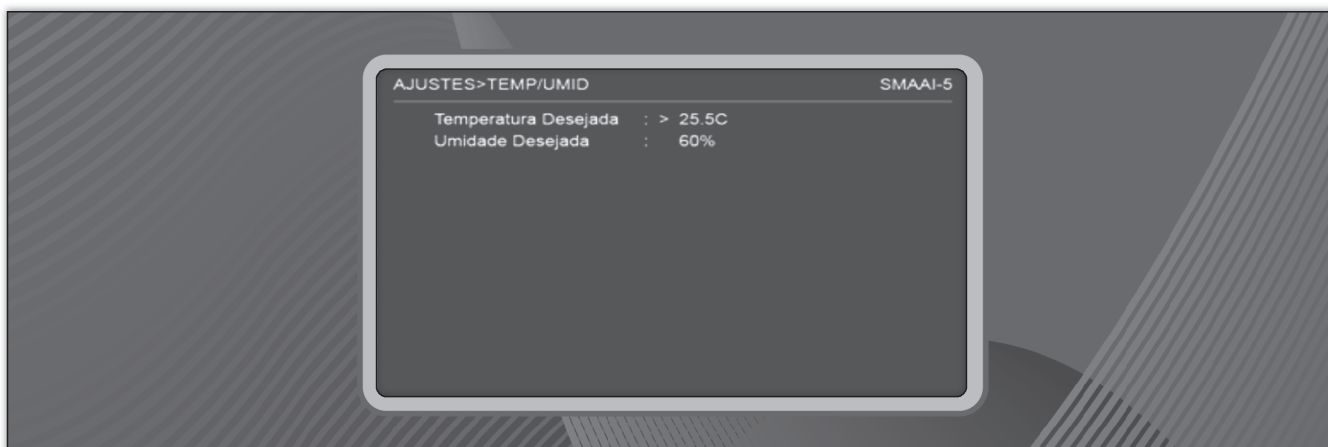 AJUSTES>TEMP/UMID SMAAI-5
Temperatura Desejada : > 25.5C
Umidade Desejada : 60%